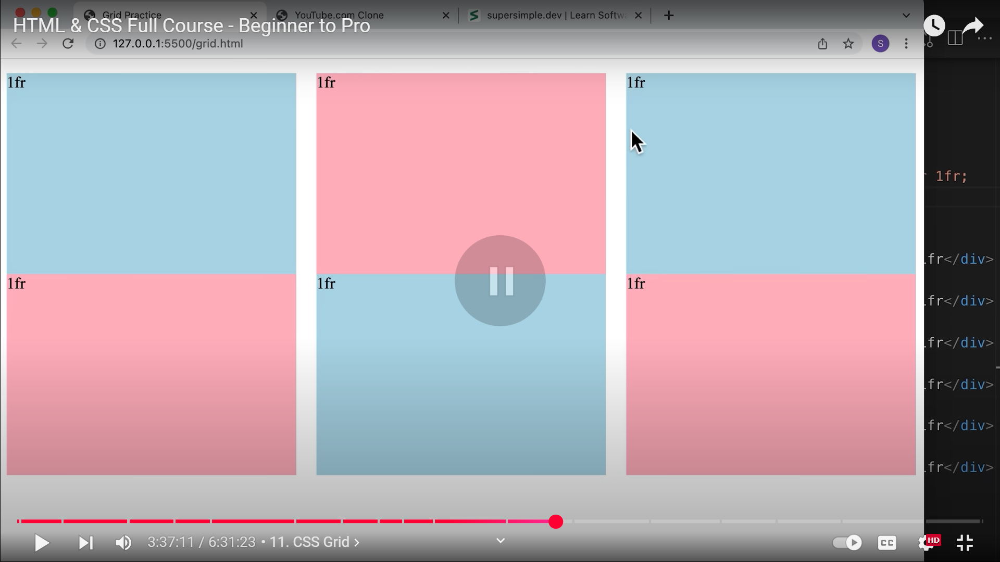 Grid Practice
YouTube.com Clone
supersimple.dev | Learn Softw
HTML & CSS Full Course - Beginner to Pro
127.0.0.1:5500/grid.html
S
1fr 1fr 1fr
1fr;
fr</div>
1fr 1fr 1fr
fr</div>
fr</div>
fr</div>
fr</div>
fr</div>
3:37:11 / 6:31:23 • 11. CSS Grid
CC
HD